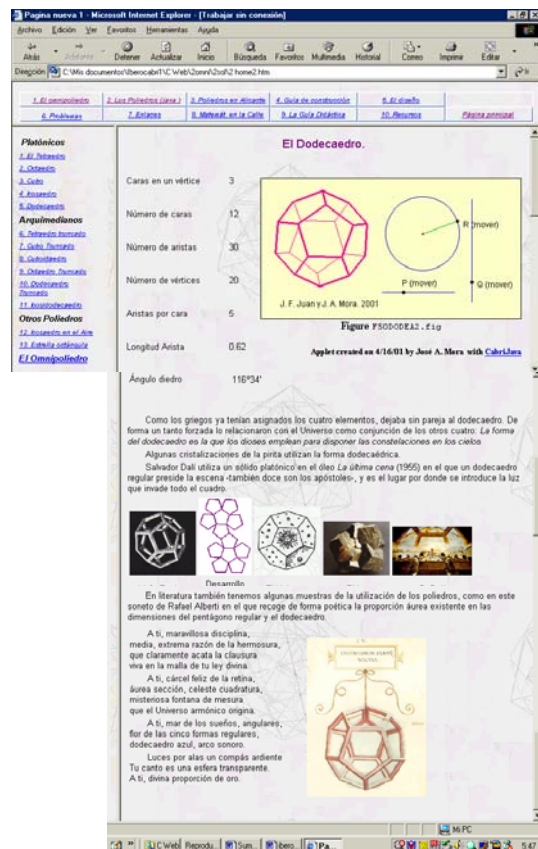 Pagina nueva 1 - Microsoft Internet Explorer - [Trabajar sin conexión]
Archivo Edición Ver Favoritos Herramientas Ayuda
Atrás Adelante Detener Actualizar Inicio Búsqueda Favoritos Multimedia Historial Correo Imprimir Editar
Dirección C:\Mis documentos\Iberocabri1\C Web\2omni\2sol\2 home2.htm
1. El omnipoliedro 2. Los Poliedros (Java) 3. Poliedros en Alicante 4. Guía de construcción 5. El diseño
6. Problemas 7. Enlaces 8. Matemát. en la Calle 9. La Guía Didáctica 10. Recursos Página principal
Platónicos
1. El Tetraedro
2. Octaedro
3. Cubo
4. Icosaedro
5. Dodecaedro
Arquimedianos
6. Tetraedro truncado
7. Cubo Truncado
8. Cuboctaedro
9. Octaedro Truncado
10. Dodecaedro
Truncado
11. Icosidodecaedro
Otros Poliedros
12. Icosaedro en el Aire
13. Estrella octángula
El Omnipoliedro
El Dodecaedro.
Caras en un vértice 3
Número de caras 12
Número de aristas 30
Número de vértices 20
Aristas por cara 5
Longitud Arista 0.62
Ángulo diedro 116º34'
R (mover)
P (mover)
Q (mover)
J. F. Juan y J. A. Mora. 2001
Figure FSODODEA2.fig
Applet created on 4/16/01 by José A. Mora with CabriJava
Como los griegos ya tenían asignados los cuatro elementos, dejaba sin pareja al dodecaedro. De
forma un tanto forzada lo relacionaron con el Universo como conjunción de los otros cuatro: La forma
del dodecaedro es la que los dioses emplean para disponer las constelaciones en los cielos
Algunas cristalizaciones de la pirita utilizan la forma dodecaédrica.
Salvador Dalí utiliza un sólido platónico en el óleo La última cena (1955) en el que un dodecaedro
regular preside la escena -también doce son los apóstoles-, y es el lugar por donde se introduce la luz
que invade todo el cuadro.
Desarrollo
En literatura también tenemos algunas muestras de la utilización de los poliedros, como en este
soneto de Rafael Alberti en el que recoge de forma poética la proporción áurea existente en las
dimensiones del pentágono regular y el dodecaedro.
A ti, maravillosa disciplina,
media, extrema razón de la hermosura,
que claramente acata la clausura
viva en la malla de tu ley divina.
A ti, cárcel feliz de la retina,
áurea sección, celeste cuadratura,
misteriosa fontana de mesura
que el Universo armónico origina.
A ti, mar de los sueños, angulares,
flor de las cinco formas regulares,
dodecaedro azul, arco sonoro.
Luces por alas un compás ardiente
Tu canto es una esfera transparente.
A ti, divina proporción de oro.
Mi PC
C Web Reprodu... Sum... Ibero... Pa...
5:47